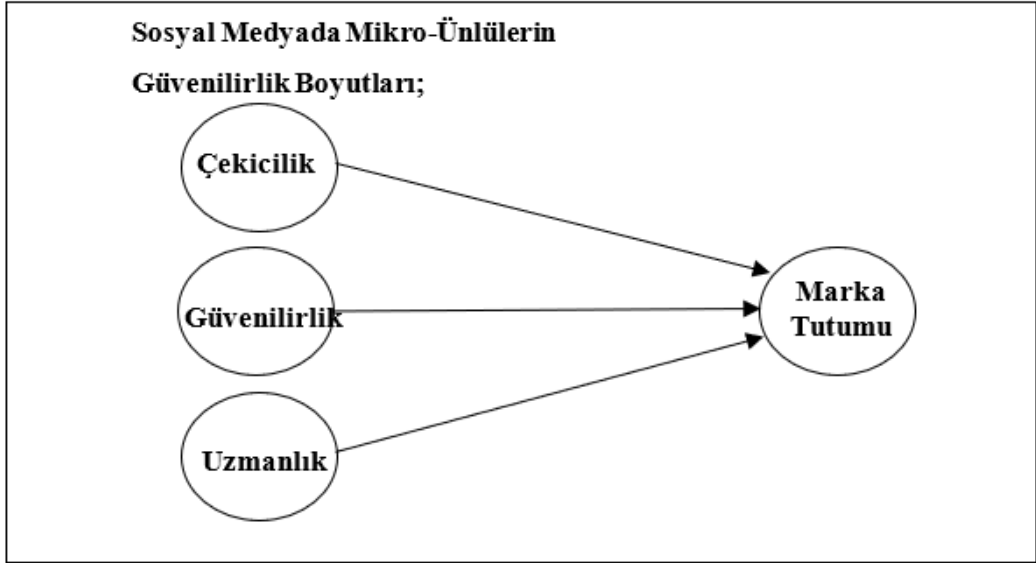 Sosyal Medyada Mikro-Ünlülerin
Güvenilirlik Boyutları;
Çekicilik
Güvenilirlik
Uzmanlık
Marka
Tutumu